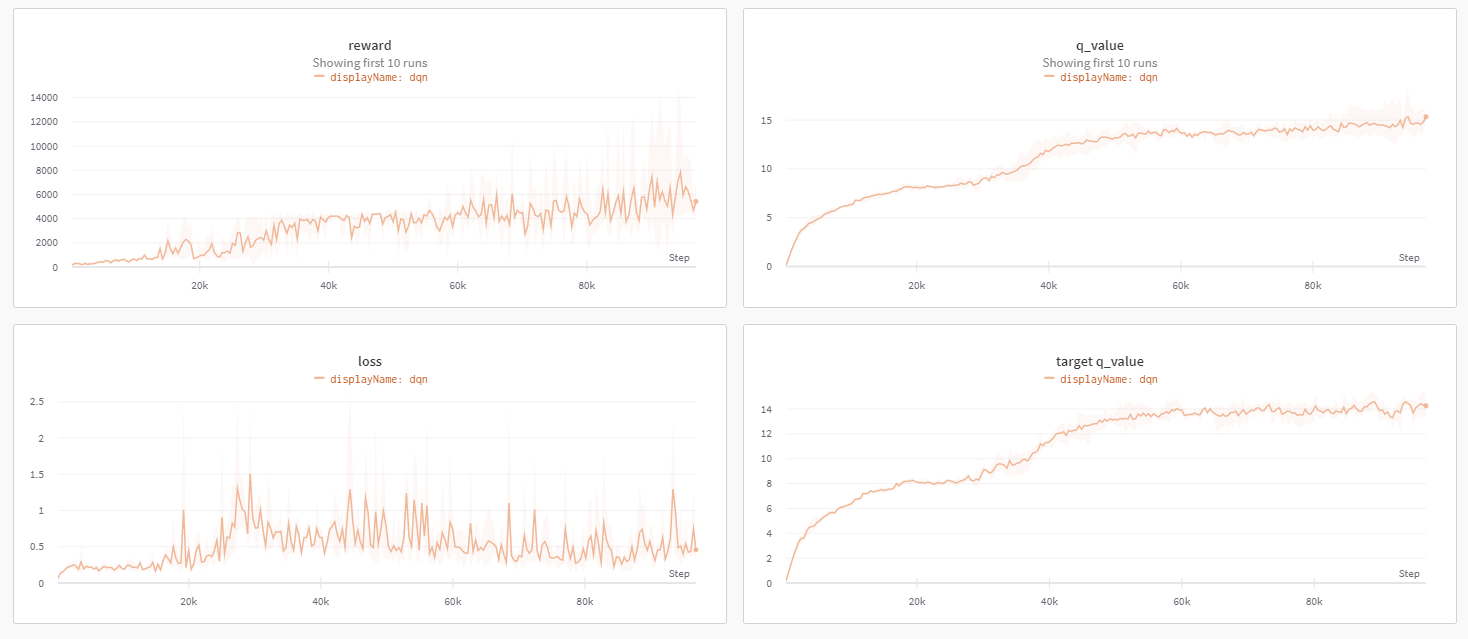 reward
Showing first 10 runs
displayName: dqn
14000
12000
10000
8000
6000
4000
2000
0
Step
20k
40k
60k
80k
q_value
Showing first 10 runs
displayName: dqn
15
10
5
0
Step
20k
40k
60k
80k
loss
displayName: dqn
2.5
2
1.5
1
0.5
0
Step
20k
40k
60k
80k
target q_value
displayName: dqn
14
12
10
8
6
4
2
0
Step
20k
40k
60k
80k